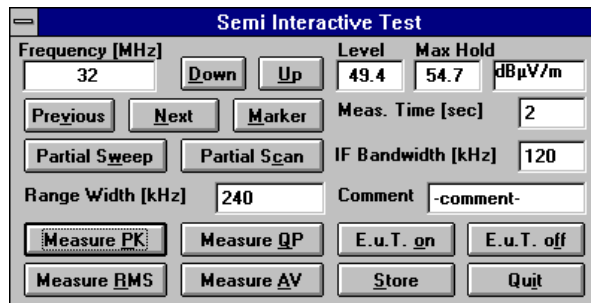 Semi Interactive Test
Frequency [MHz] Level Max Hold
32 Down Up 49.4 54.7 dBµV/m
Previous Next Marker Meas. Time [sec] 2
Partial Sweep Partial Scan IF Bandwidth [kHz] 120
Range Width [kHz] 240 Comment -comment-
Measure PK Measure QP E.u.T. on E.u.T. off
Measure RMS Measure AV Store Quit